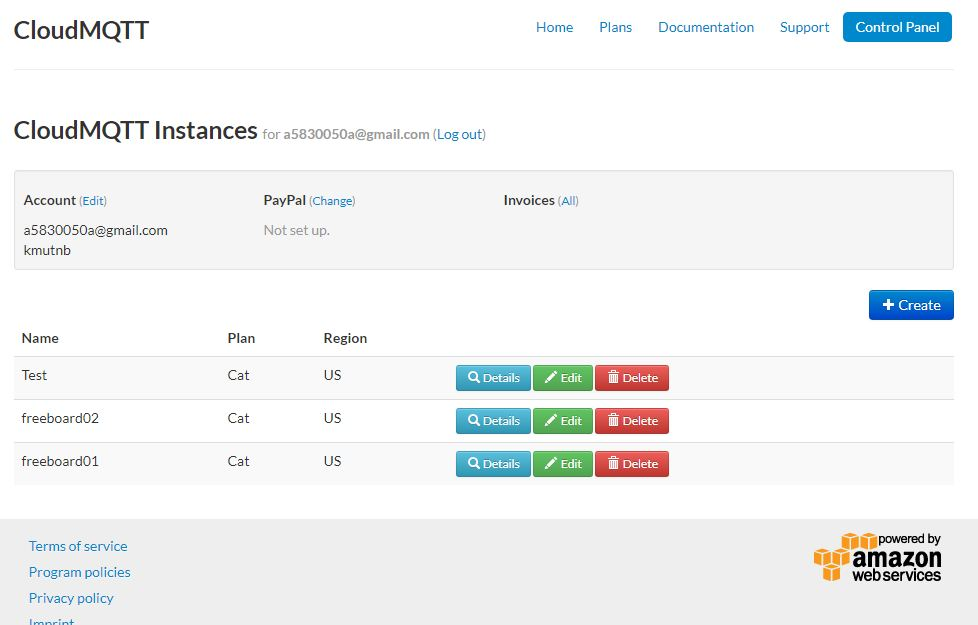 CloudMQTT
Home Plans Documentation Support Control Panel
CloudMQTT Instances for a5830050a@gmail.com (Log out)
Account (Edit) PayPal (Change) Invoices (All)
a5830050a@gmail.com Not set up.
kmutnb
+ Create
Name Plan Region
Test Cat US Details Edit Delete
freeboard02 Cat US Details Edit Delete
freeboard01 Cat US Details Edit Delete
Terms of service
Program policies
Privacy policy
Imprint
powered by
amazon
web services